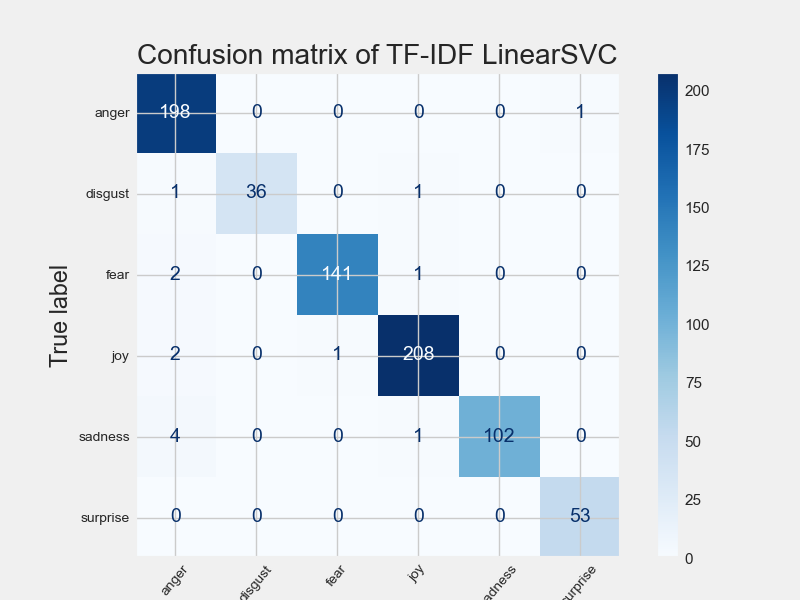 Confusion matrix of TF-IDF LinearSVC
anger 198 0 0 0 0 1
disgust 1 36 0 1 0 0
fear 2 0 141 1 0 0
joy 2 0 1 208 0 0
sadness 4 0 0 1 102 0
surprise 0 0 0 0 0 53
True label
anger
disgust
fear
joy
adness
urprise
200
175
150
125
100
75
50
25
0